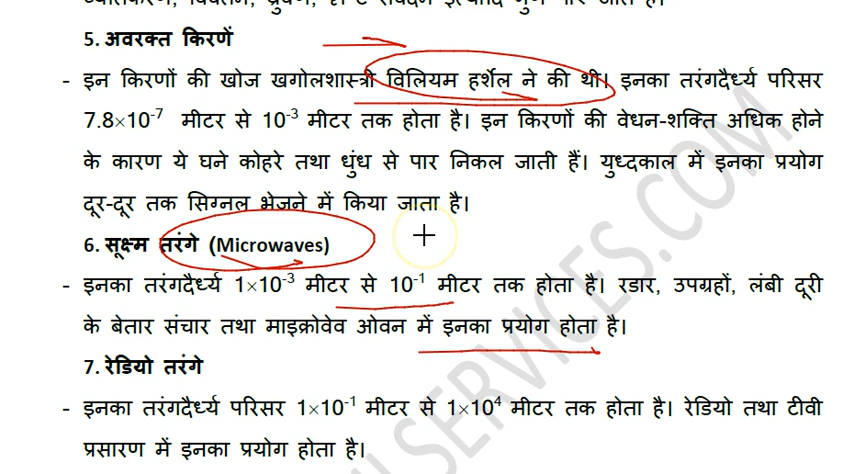 5. अवरक्त किरणें
- इन किरणों की खोज खगोलशास्त्री विलियम हर्शेल ने की थी। इनका तरंगदैर्ध्य परिसर
7.8×10⁻⁷ मीटर से 10⁻³ मीटर तक होता है। इन किरणों की वेधन-शक्ति अधिक होने
के कारण ये घने कोहरे तथा धुंध से पार निकल जाती हैं। युध्दकाल में इनका प्रयोग
दूर-दूर तक सिग्नल भेजने में किया जाता है।
6. सूक्ष्म तरंगे (Microwaves)
- इनका तरंगदैर्ध्य 1×10⁻³ मीटर से 10⁻¹ मीटर तक होता है। रडार, उपग्रहों, लंबी दूरी
के बेतार संचार तथा माइक्रोवेव ओवन में इनका प्रयोग होता है।
7. रेडियो तरंगे
- इनका तरंगदैर्ध्य परिसर 1×10⁻¹ मीटर से 1×10⁴ मीटर तक होता है। रेडियो तथा टीवी
प्रसारण में इनका प्रयोग होता है।
SERVICES.COM